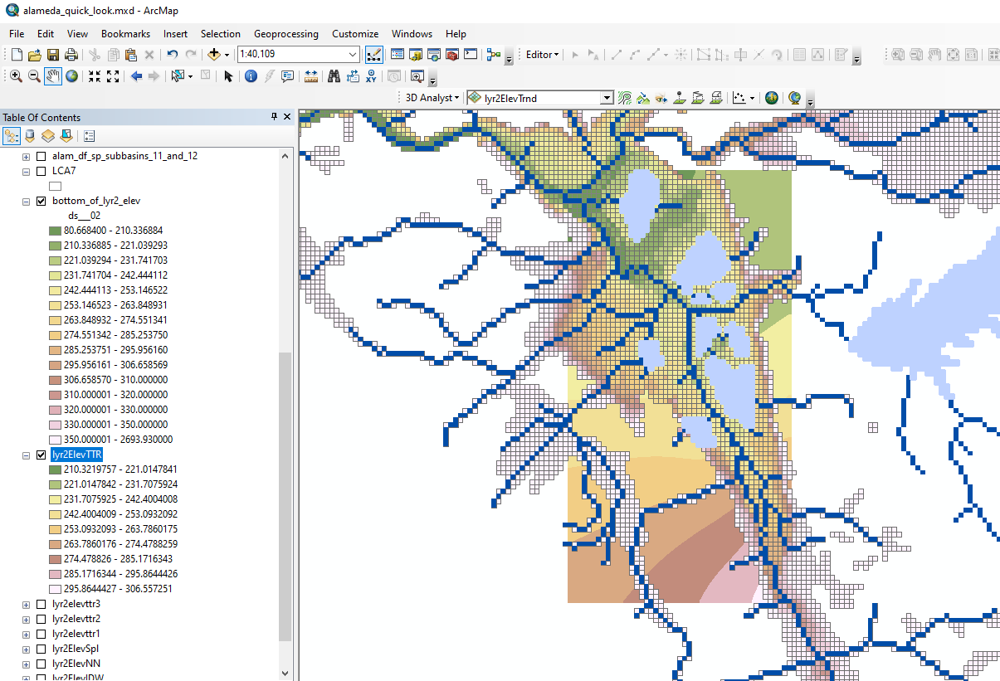 alameda_quick_look.mxd - ArcMap
File Edit View Bookmarks Insert Selection Geoprocessing Customize Windows Help
1:40,109
Editor
XY
3D Analyst
lyr2ElevTrnd
Table Of Contents
alam_df_sp_subbasins_11_and_12
LCA7
bottom_of_lyr2_elev
ds__02
80.668400 - 210.336884
210.336885 - 221.039293
221.039294 - 231.741703
231.741704 - 242.444112
242.444113 - 253.146522
253.146523 - 263.848931
263.848932 - 274.551341
274.551342 - 285.253750
285.253751 - 295.956160
295.956161 - 306.658569
306.658570 - 310.000000
310.000001 - 320.000000
320.000001 - 330.000000
330.000001 - 350.000000
350.000001 - 2693.930000
lyr2ElevTTR
210.3219757 - 221.0147841
221.0147842 - 231.7075924
231.7075925 - 242.4004008
242.4004009 - 253.0932092
253.0932093 - 263.7860175
263.7860176 - 274.4788259
274.478826 - 285.1716343
285.1716344 - 295.8644426
295.8644427 - 306.557251
lyr2elevttr3
lyr2elevttr2
lyr2elevttr1
lyr2ElevSpl
lyr2ElevNN
lyr2ElevIDW